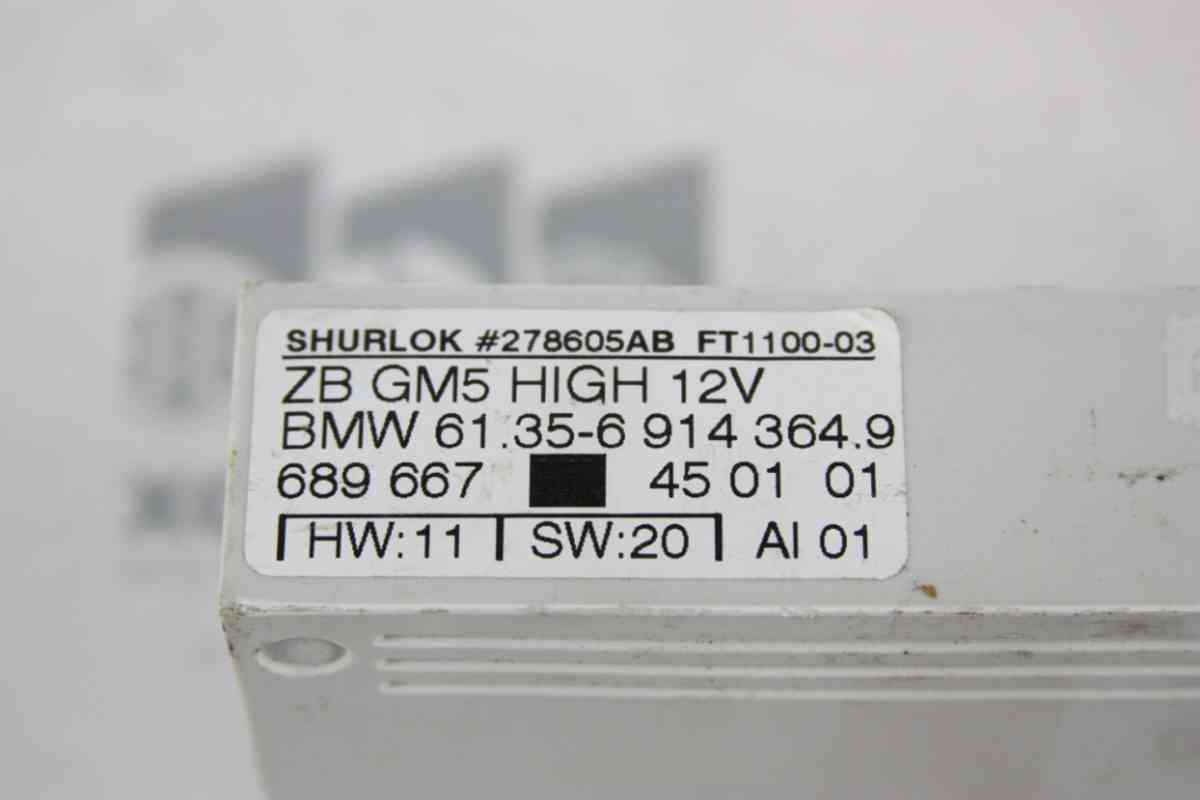 SHURLOK #278605AB FT1100-03
ZB GM5 HIGH 12V
BMW 61.35-6 914 364.9
689 667 45 01 01
HW:11 SW:20 AI 01